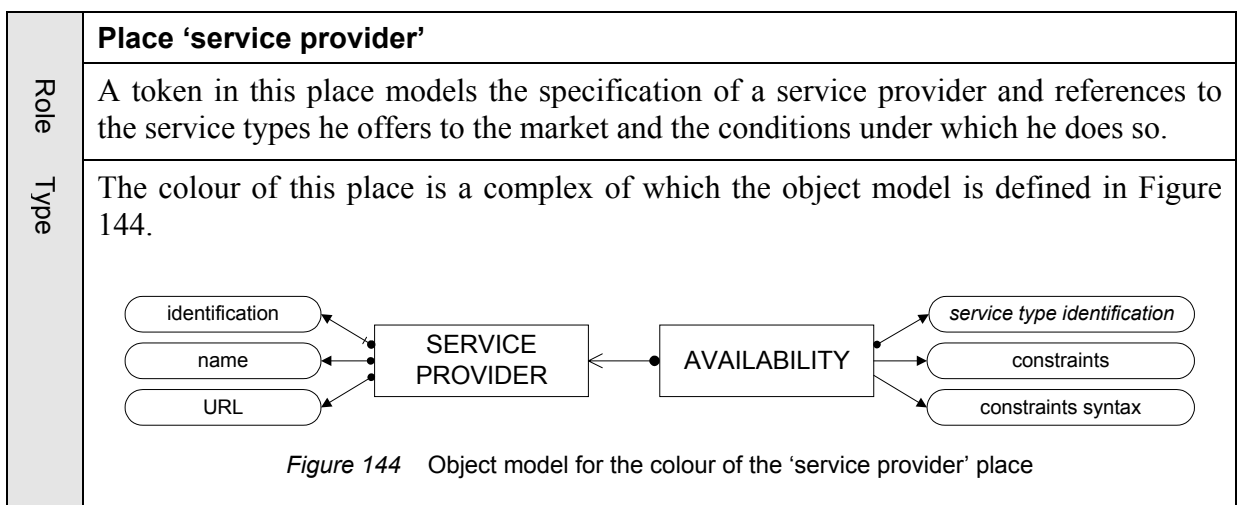 Place ‘service provider’
Role
A token in this place models the specification of a service provider and references to
the service types he offers to the market and the conditions under which he does so.
Type
The colour of this place is a complex of which the object model is defined in Figure
144.
identification
name
URL
SERVICE
PROVIDER
AVAILABILITY
service type identification
constraints
constraints syntax
Figure 144 Object model for the colour of the ‘service provider’ place